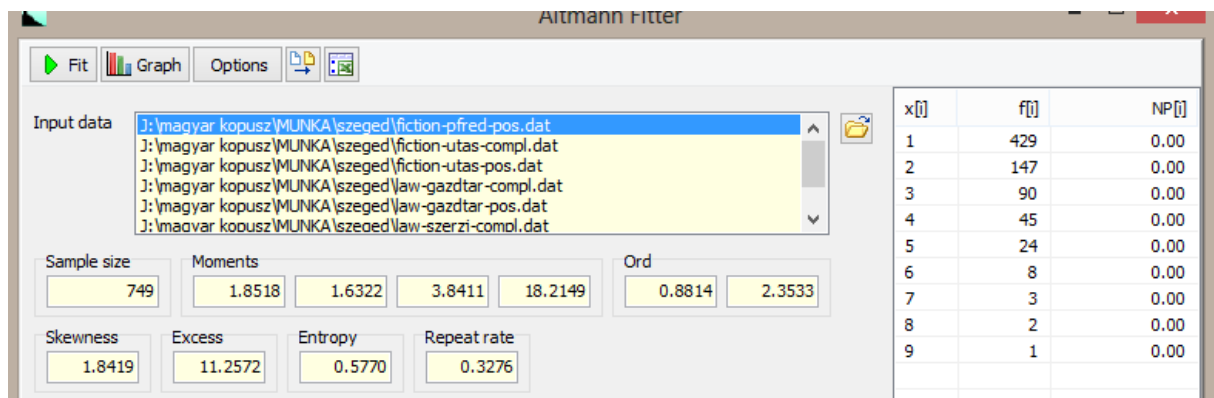 Altmann Fitter
Fit Graph Options
Input data
J:\magyar kopusz\MUNKA\szeged\fiction-pfred-pos.dat
J:\magyar kopusz\MUNKA\szeged\fiction-utas-compl.dat
J:\magyar kopusz\MUNKA\szeged\fiction-utas-pos.dat
J:\magyar kopusz\MUNKA\szeged\law-gazdtar-compl.dat
J:\magyar kopusz\MUNKA\szeged\law-gazdtar-pos.dat
J:\magyar kopusz\MUNKA\szeged\law-szerzi-compl.dat
Sample size Moments Ord
749 1.8518 1.6322 3.8411 18.2149 0.8814 2.3533
Skewness Excess Entropy Repeat rate
1.8419 11.2572 0.5770 0.3276
x[i] f[i] NP[i]
1 429 0.00
2 147 0.00
3 90 0.00
4 45 0.00
5 24 0.00
6 8 0.00
7 3 0.00
8 2 0.00
9 1 0.00